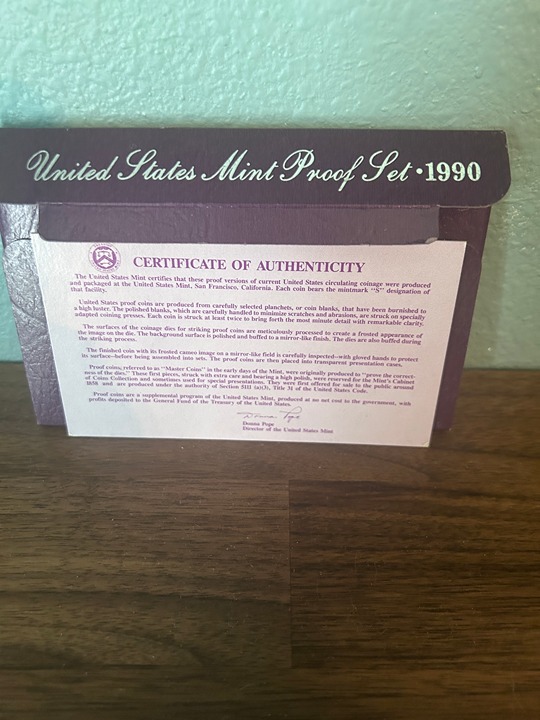 United States Mint Proof Set • 1990
CERTIFICATE OF AUTHENTICITY
The United States Mint certifies that these proof versions of current United States circulating coinage were produced
and packaged at the United States Mint, San Francisco, California. Each coin bears the mintmark "S" designation of
that facility.
United States proof coins are produced from carefully selected planchets, or coin blanks, that have been burnished to
a high luster. The polished blanks, which are carefully handled to minimize scratches and abrasions, are struck on specially
adapted coining presses. Each coin is struck at least twice to bring forth the most minute detail with remarkable clarity.
The surfaces of the coinage dies for striking proof coins are meticulously processed to create a frosted appearance of
the image on the die. The background surface is polished and buffed to a mirror-like finish. The dies are also buffed during
the striking process.
The finished coin with its frosted cameo image on a mirror-like field is carefully inspected—with gloved hands to protect
its surface—before being assembled into sets. The proof coins are then placed into transparent presentation cases.
Proof coins, referred to as "Master Coins" in the early days of the Mint, were originally produced to "prove the correct-
ness of the dies." These first pieces, struck with extra care and bearing a high polish, were reserved for the Mint's Cabinet
of Coins Collection and sometimes used for special presentations. They were first offered for sale to the public around
1858 and are produced under the authority of Section 5111 (a)(3), Title 31 of the United States Code.
Proof coins are a supplemental program of the United States Mint, produced at no net cost to the government, with
profits deposited to the General Fund of the Treasury of the United States.
Donna Pope
Donna Pope
Director of the United States Mint